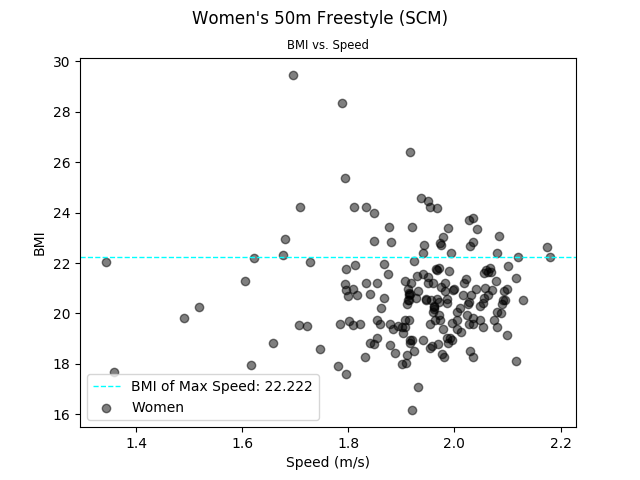 Women's 50m Freestyle (SCM)
BMI vs. Speed
30
28
26
24
22
20
18
16
BMI
BMI of Max Speed: 22.222
Women
1.4 1.6 1.8 2.0 2.2
Speed (m/s)